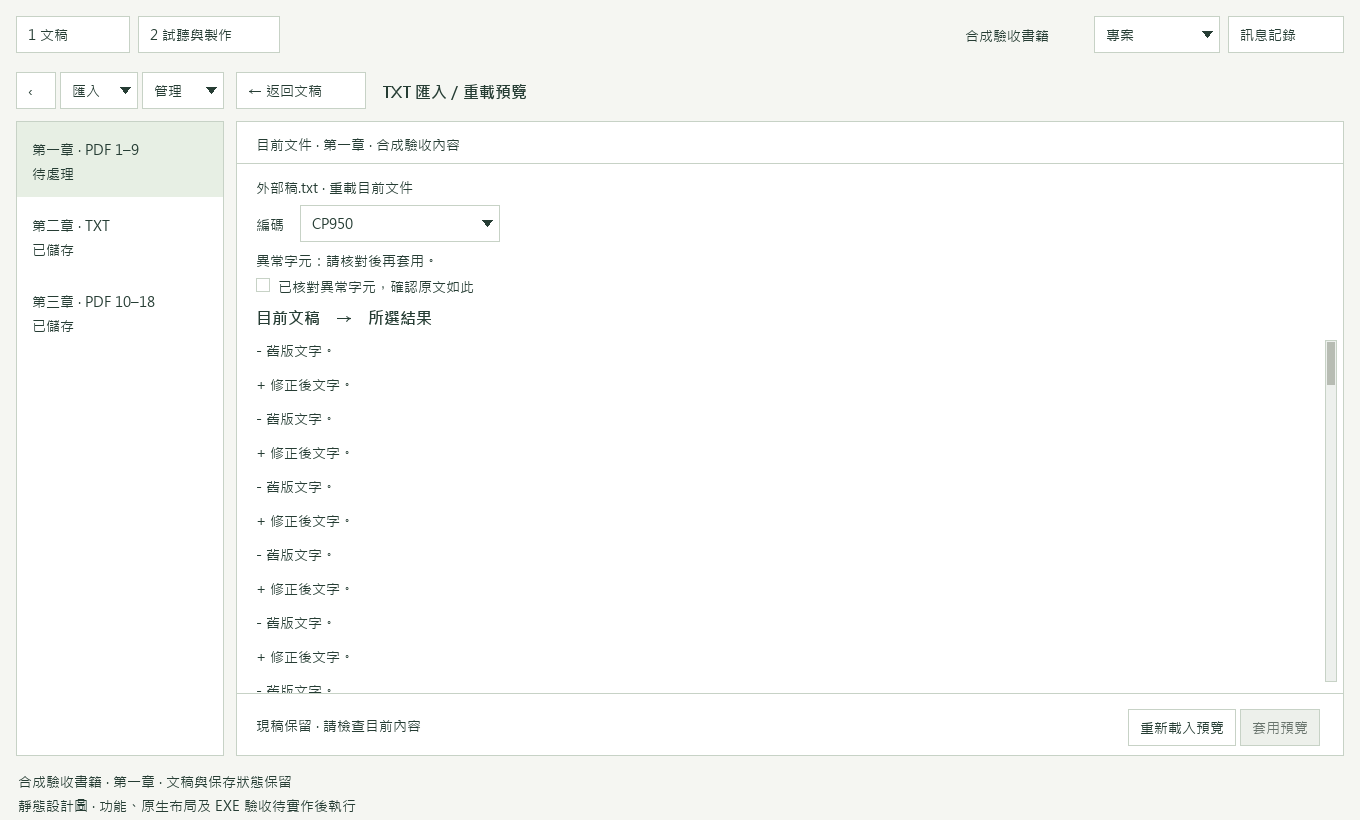 1 文稿
2 試聽與製作
合成驗收書籍
專案
訊息記錄
‹
匯入
管理
← 返回文稿
TXT 匯入 / 重載預覽
第一章 · PDF 1–9
待處理
第二章 · TXT
已儲存
第三章 · PDF 10–18
已儲存
目前文件 · 第一章 · 合成驗收內容
外部稿.txt · 重載目前文件
編碼
CP950
異常字元：請核對後再套用。
已核對異常字元，確認原文如此
目前文稿 → 所選結果
- 舊版文字。
+ 修正後文字。
- 舊版文字。
+ 修正後文字。
- 舊版文字。
+ 修正後文字。
- 舊版文字。
+ 修正後文字。
- 舊版文字。
+ 修正後文字。
- 舊版文字。
現稿保留 · 請檢查目前內容
重新載入預覽
套用預覽
合成驗收書籍 · 第一章 · 文稿與保存狀態保留
靜態設計圖 · 功能、原生布局及 EXE 驗收待實作後執行